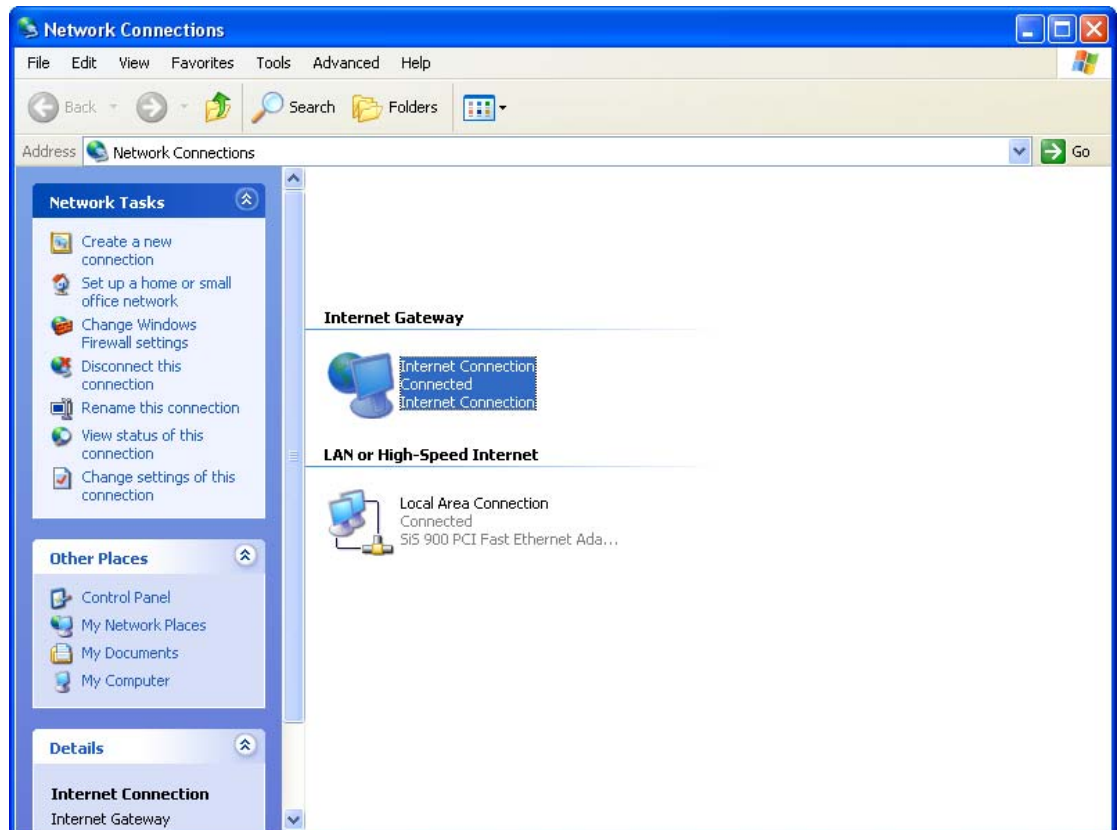 Network Connections
File Edit View Favorites Tools Advanced Help
Back Search Folders
Address Network Connections Go
Network Tasks
Create a new
connection
Set up a home or small
office network
Change Windows
Firewall settings
Disconnect this
connection
Rename this connection
View status of this
connection
Change settings of this
connection
Other Places
Control Panel
My Network Places
My Documents
My Computer
Details
Internet Connection
Internet Gateway
Internet Gateway
Internet Connection
Connected
Internet Connection
LAN or High-Speed Internet
Local Area Connection
Connected
SiS 900 PCI Fast Ethernet Ada...